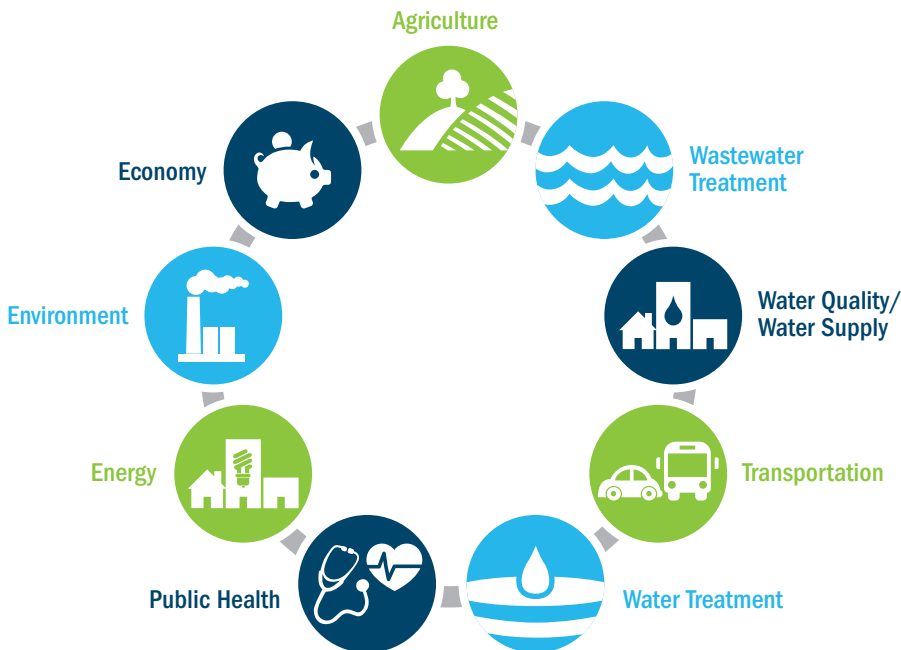 Agriculture
Economy
Wastewater
Treatment
Environment
Water Quality/
Water Supply
Energy
Transportation
Public Health
Water Treatment